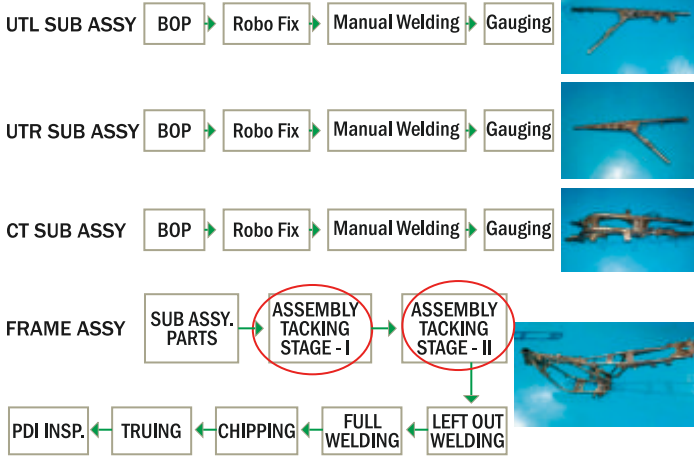 UTL SUB ASSY BOP Robo Fix Manual Welding Gauging
UTR SUB ASSY BOP Robo Fix Manual Welding Gauging
CT SUB ASSY BOP Robo Fix Manual Welding Gauging
FRAME ASSY
SUB ASSY.
PARTS
ASSEMBLY
TACKING
STAGE - I
ASSEMBLY
TACKING
STAGE - II
LEFT OUT
WELDING
FULL
WELDING
CHIPPING
TRUING
PDI INSP.